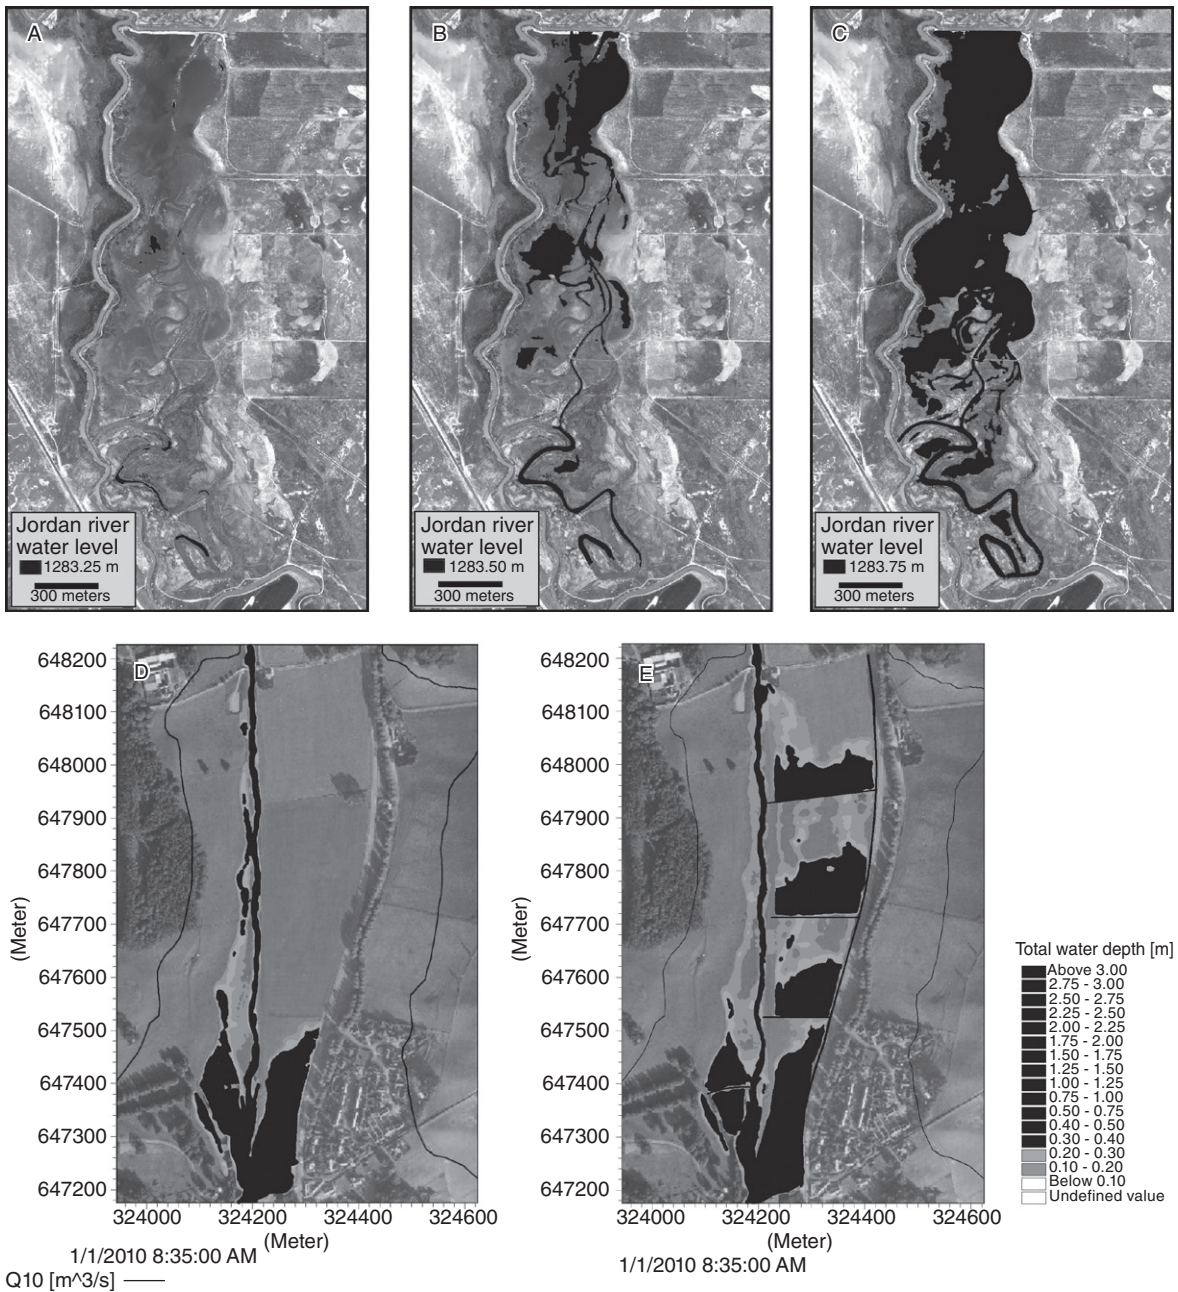 A
B
C
Jordan river
water level
1283.25 m
300 meters
Jordan river
water level
1283.50 m
300 meters
Jordan river
water level
1283.75 m
300 meters
D
648200
648100
648000
647900
647800
647700
647600
647500
647400
647300
647200
(Meter)
324000 324200 324400 324600
(Meter)
1/1/2010 8:35:00 AM
Q10 [m^3/s]
E
648200
648100
648000
647900
647800
647700
647600
647500
647400
647300
647200
(Meter)
324000 324200 324400 324600
(Meter)
1/1/2010 8:35:00 AM
Total water depth [m]
Above 3.00
2.75 - 3.00
2.50 - 2.75
2.25 - 2.50
2.00 - 2.25
1.75 - 2.00
1.50 - 1.75
1.25 - 1.50
1.00 - 1.25
0.75 - 1.00
0.50 - 0.75
0.40 - 0.50
0.30 - 0.40
0.20 - 0.30
0.10 - 0.20
Below 0.10
Undefined value